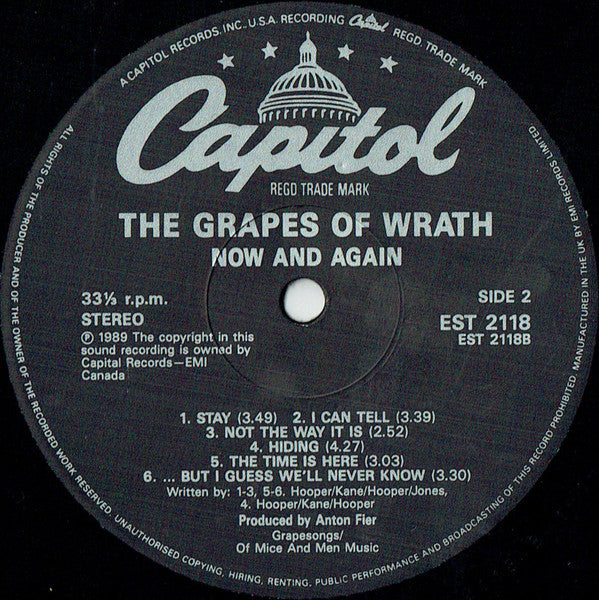 A CAPITOL RECORDS, INC., U.S.A. RECORDING Capitol REGD. TRADE MARK
Capitol
REGD TRADE MARK
THE GRAPES OF WRATH
NOW AND AGAIN
33⅓ r.p.m.
STEREO
Ⓟ 1989 The copyright in this
sound recording is owned by
Capital Records—EMI
Canada
SIDE 2
EST 2118
EST 2118B
1. STAY (3.49) 2. I CAN TELL (3.39)
3. NOT THE WAY IT IS (2.52)
4. HIDING (4.27)
5. THE TIME IS HERE (3.03)
6. ... BUT I GUESS WE'LL NEVER KNOW (3.30)
Written by: 1-3, 5-6. Hooper/Kane/Hooper/Jones,
4. Hooper/Kane/Hooper
Produced by Anton Fier
Grapesongs/
Of Mice And Men Music
ALL RIGHTS OF THE PRODUCER AND OF THE OWNER OF THE RECORDED WORK RESERVED. UNAUTHORISED COPYING, HIRING, RENTING, PUBLIC PERFORMANCE AND BROADCASTING OF THIS RECORD PROHIBITED. MANUFACTURED IN THE UK BY EMI RECORDS LIMITED